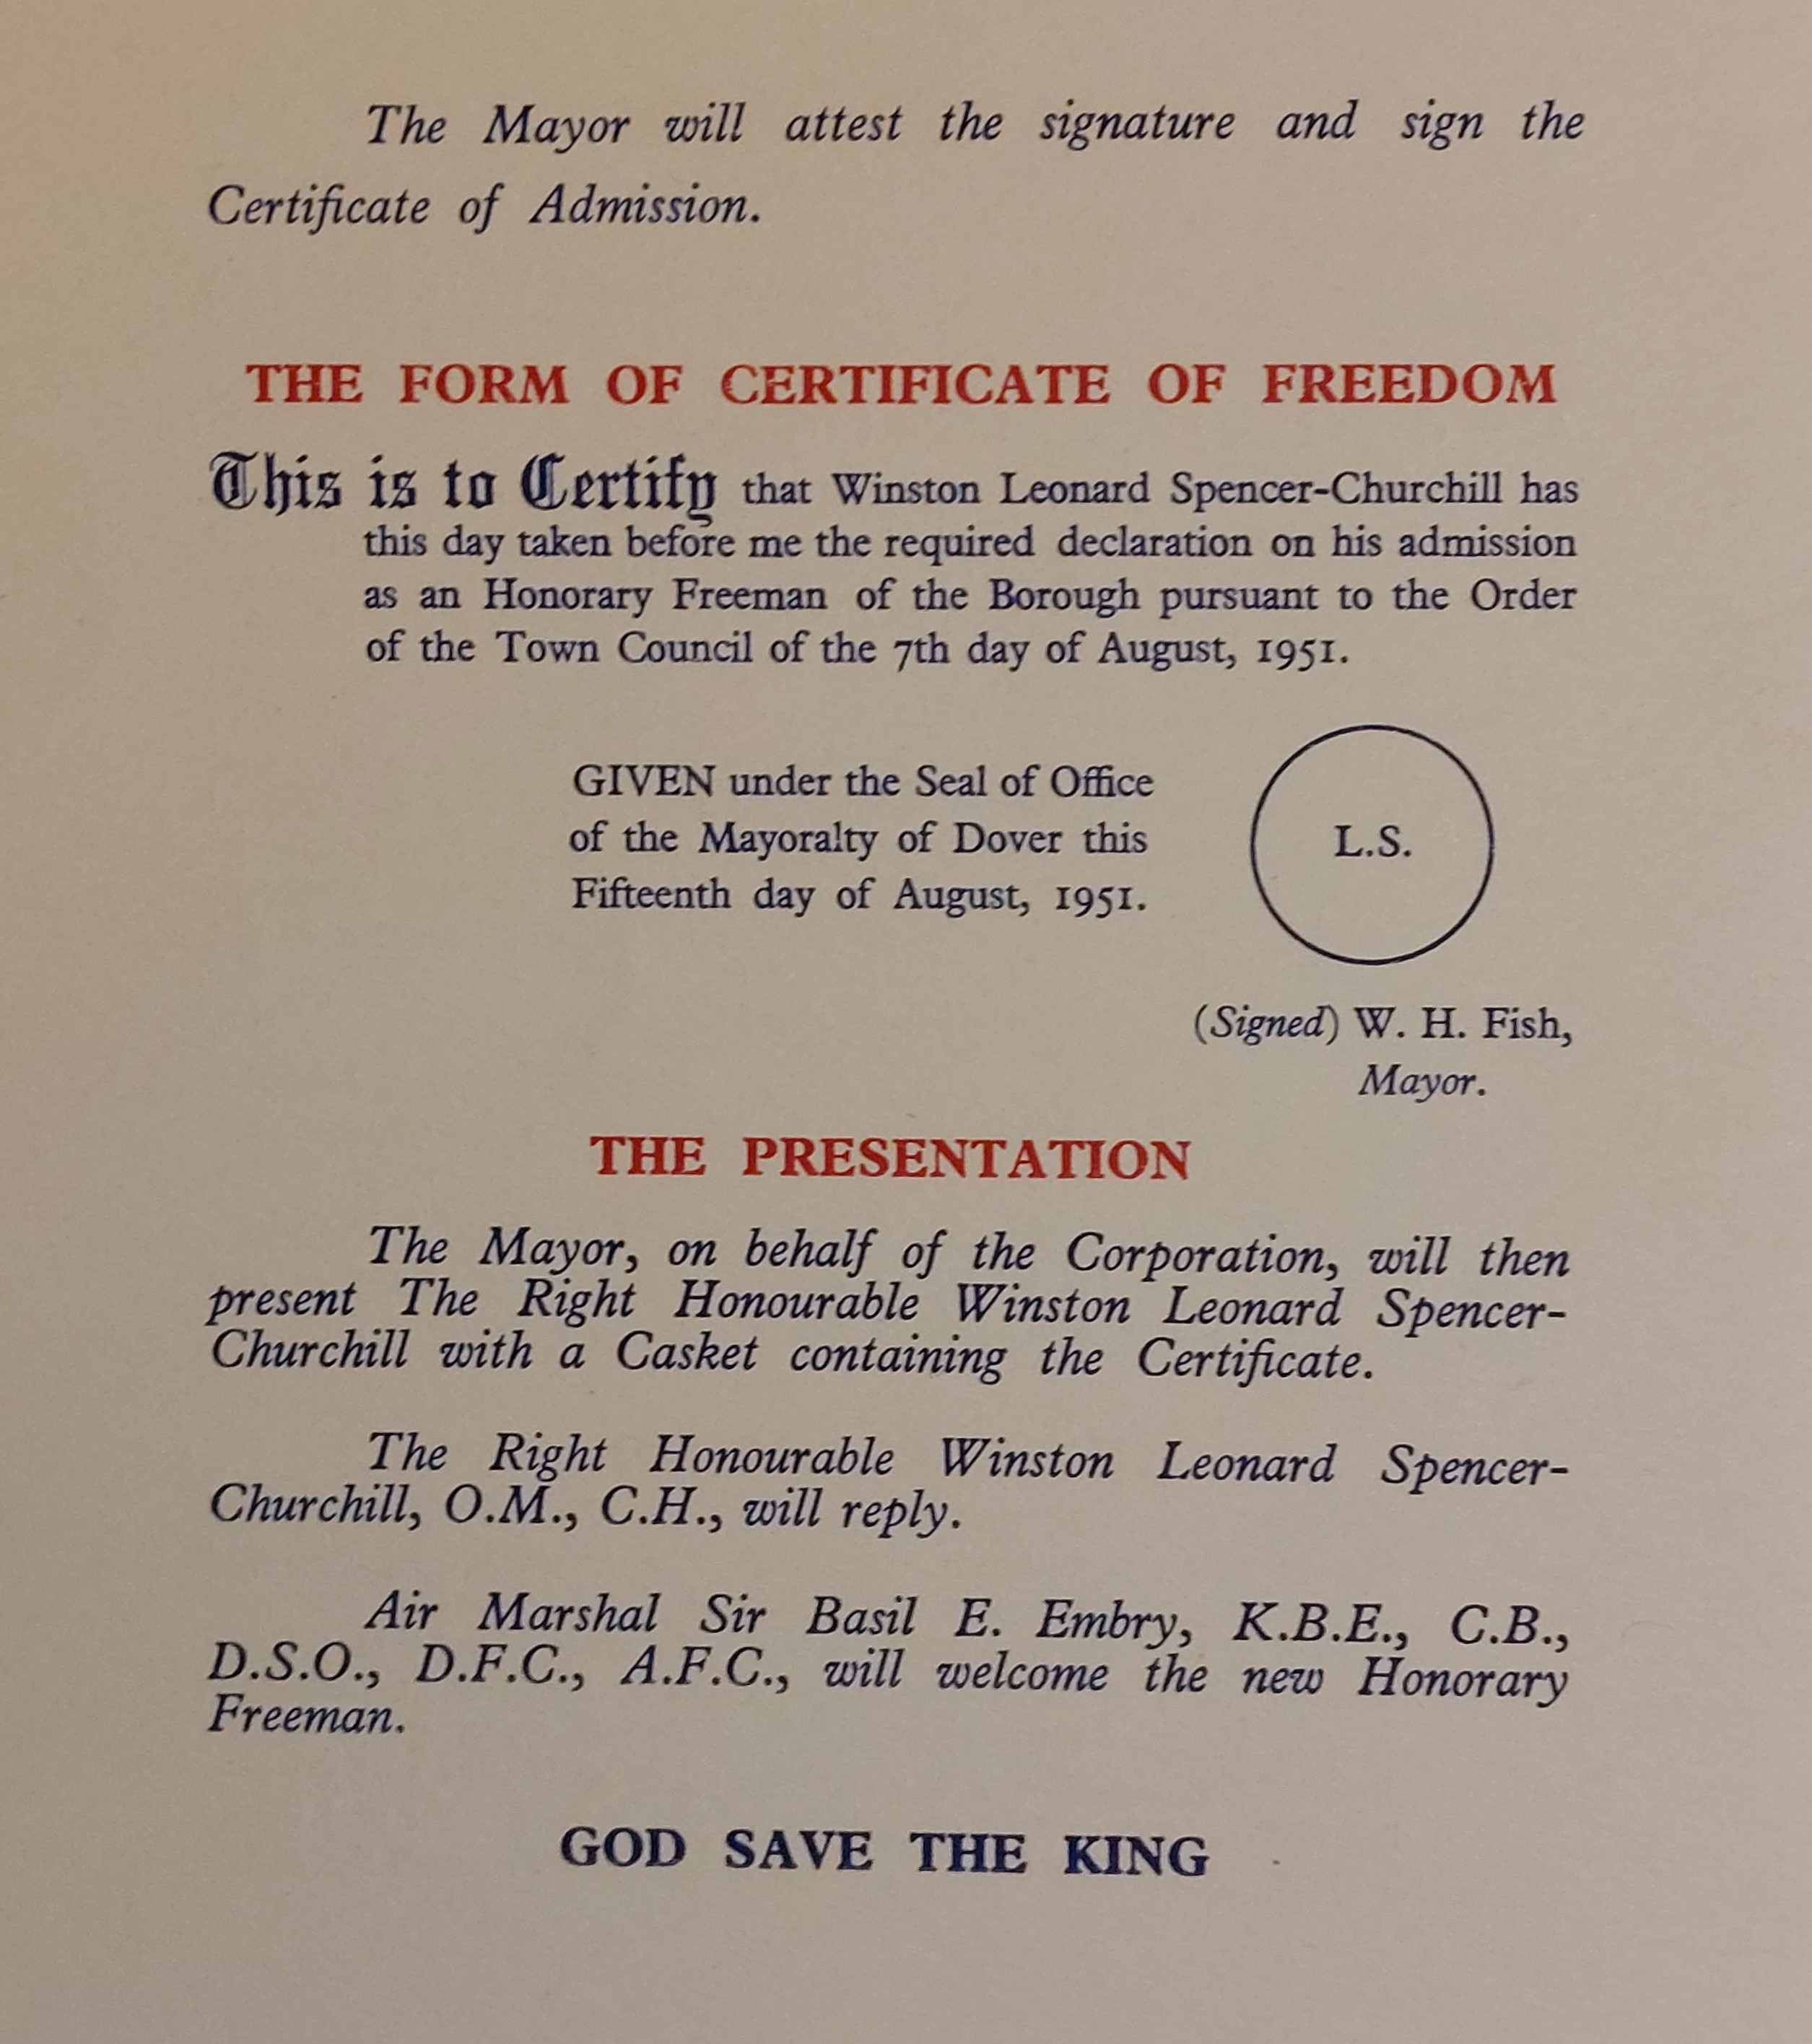 The Mayor will attest the signature and sign the
Certificate of Admission.
THE FORM OF CERTIFICATE OF FREEDOM
This is to Certify that Winston Leonard Spencer-Churchill has
this day taken before me the required declaration on his admission
as an Honorary Freeman of the Borough pursuant to the Order
of the Town Council of the 7th day of August, 1951.
GIVEN under the Seal of Office
of the Mayoralty of Dover this
Fifteenth day of August, 1951.
L.S.
(Signed) W. H. Fish,
Mayor.
THE PRESENTATION
The Mayor, on behalf of the Corporation, will then
present The Right Honourable Winston Leonard Spencer-
Churchill with a Casket containing the Certificate.
The Right Honourable Winston Leonard Spencer-
Churchill, O.M., C.H., will reply.
Air Marshal Sir Basil E. Embry, K.B.E., C.B.,
D.S.O., D.F.C., A.F.C., will welcome the new Honorary
Freeman.
GOD SAVE THE KING